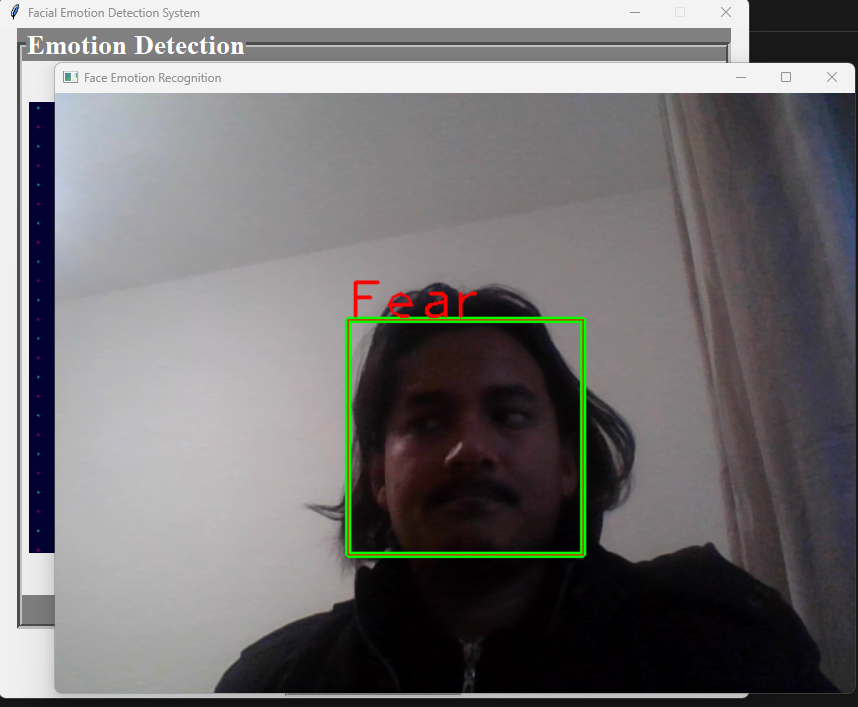 Facial Emotion Detection System
Emotion Detection
Face Emotion Recognition
Fear